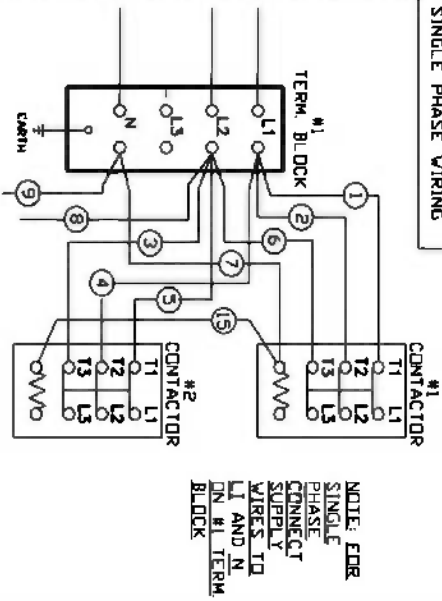 SINGLE PHASE WIRING
#1
TERM. BLOCK
L1
L2
L3
N
EARTH
1
2
6
7
3
8
9
4
5
15
#1
CONTACTOR
T1 L1
T2 L2
T3 L3
#2
CONTACTOR
T1 L1
T2 L2
T3 L3
NOTE: FOR
SINGLE
PHASE
CONNECT
SUPPLY
WIRES TO
L1 AND N
ON #1 TERM
BLOCK